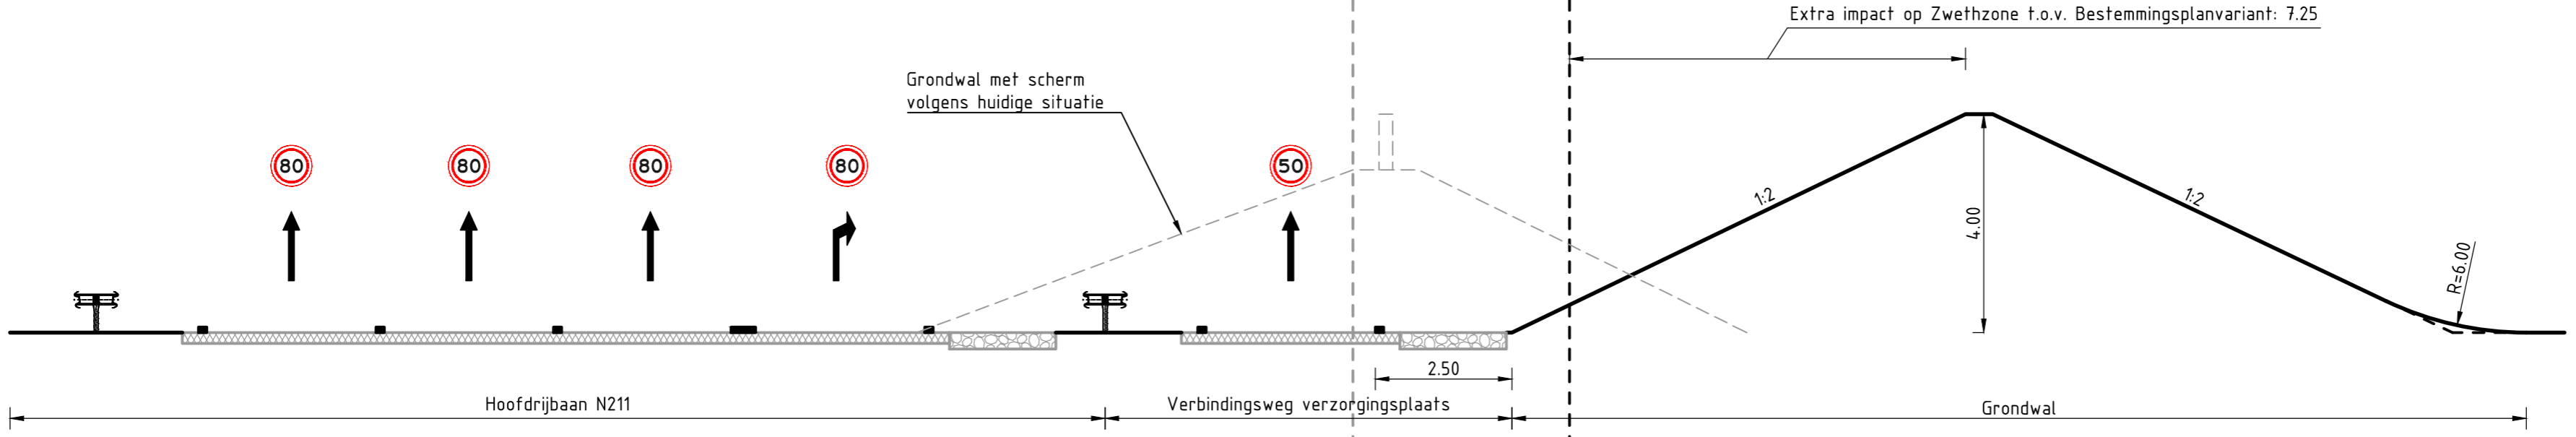 Extra impact op Zwethzone t.o.v. Bestemmingsplanvariant: 7.25
Grondwal met scherm
volgens huidige situatie
80
80
80
80
50
1:2
4.00
1:2
R=6.00
2.50
Hoofdrijbaan N211
Verbindingsweg verzorgingsplaats
Grondwal